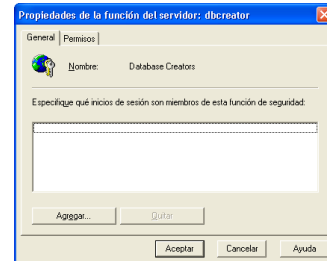 Propiedades de la función del servidor: dbcreator
General Permisos
Nombre: Database Creators
Especifique qué inicios de sesión son miembros de esta función de seguridad:
Agregar... Quitar
Aceptar Cancelar Ayuda